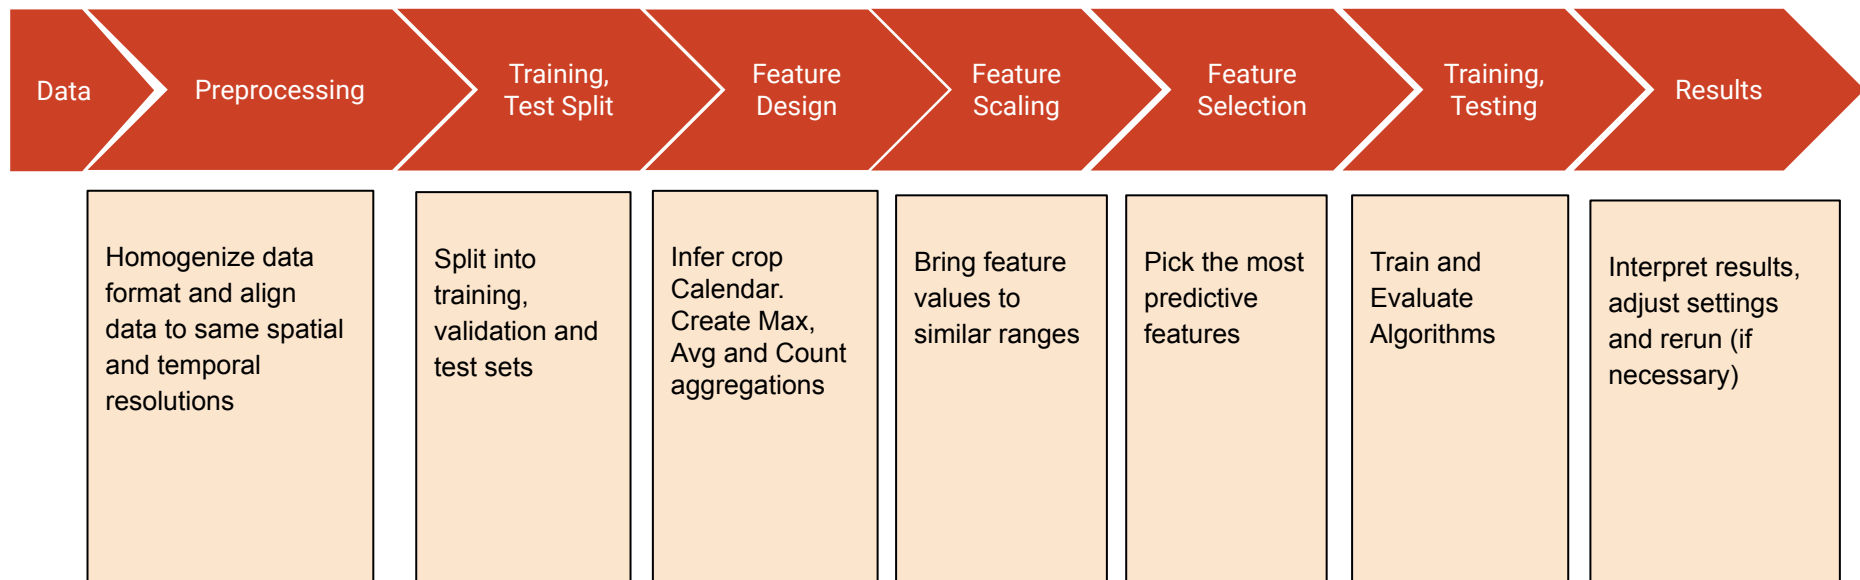 Data
Preprocessing
Training,
Test Split
Feature
Design
Feature
Scaling
Feature
Selection
Training,
Testing
Results
Homogenize data
format and align
data to same spatial
and temporal
resolutions
Split into
training,
validation and
test sets
Infer crop
Calendar.
Create Max,
Avg and Count
aggregations
Bring feature
values to
similar ranges
Pick the most
predictive
features
Train and
Evaluate
Algorithms
Interpret results,
adjust settings
and rerun (if
necessary)